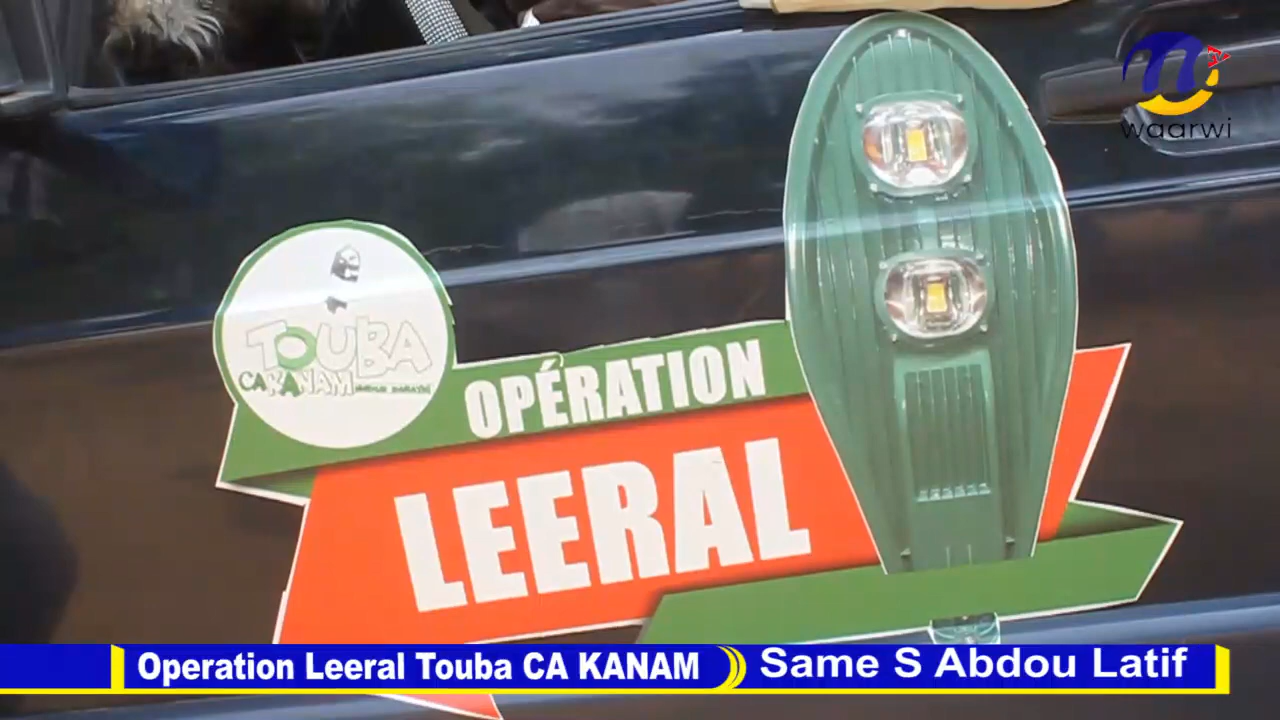 waarwi
TOUBA
CA KANAM
OPÉRATION
LEERAL
Operation Leeral Touba CA KANAM
Same S Abdou Latif